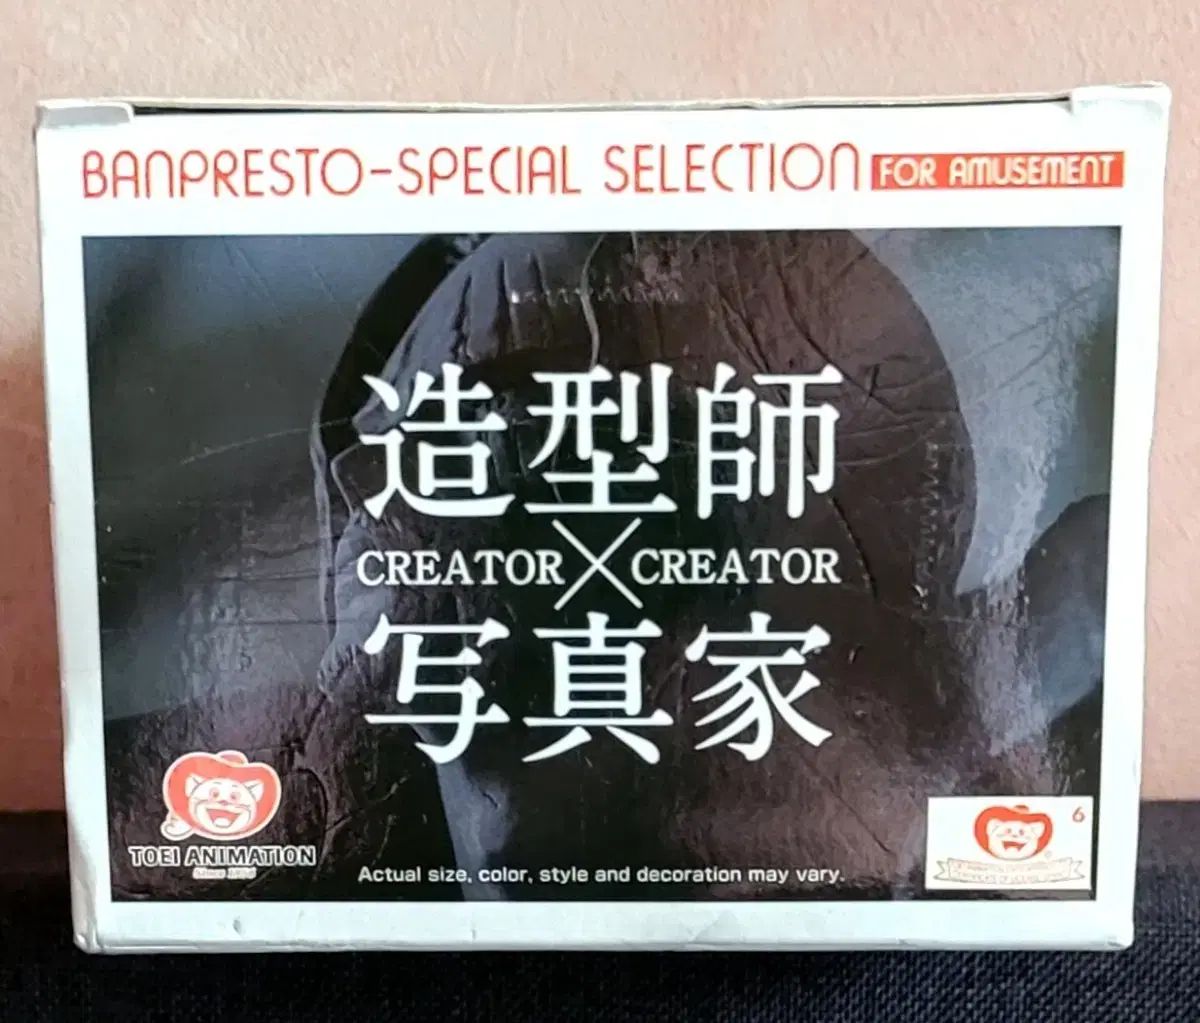 BANPRESTO-SPECIAL SELECTION FOR AMUSEMENT
造型師
CREATOR×CREATOR
写真家
TOEI ANIMATION
6
Actual size, color, style and decoration may vary.